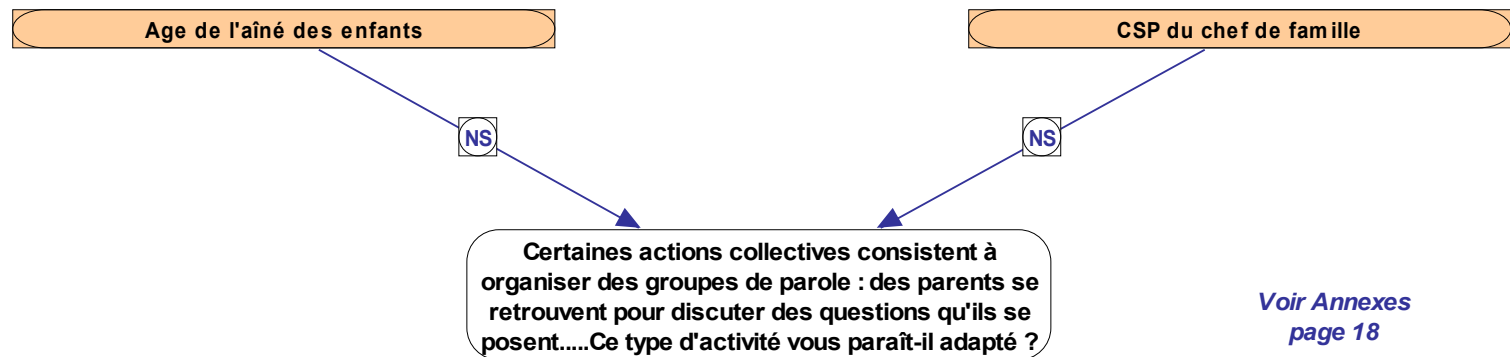 Age de l'aîné des enfants
CSP du chef de famille
NS
NS
Certaines actions collectives consistent à
organiser des groupes de parole : des parents se
retrouvent pour discuter des questions qu'ils se
posent.....Ce type d'activité vous paraît-il adapté ?
Voir Annexes
page 18